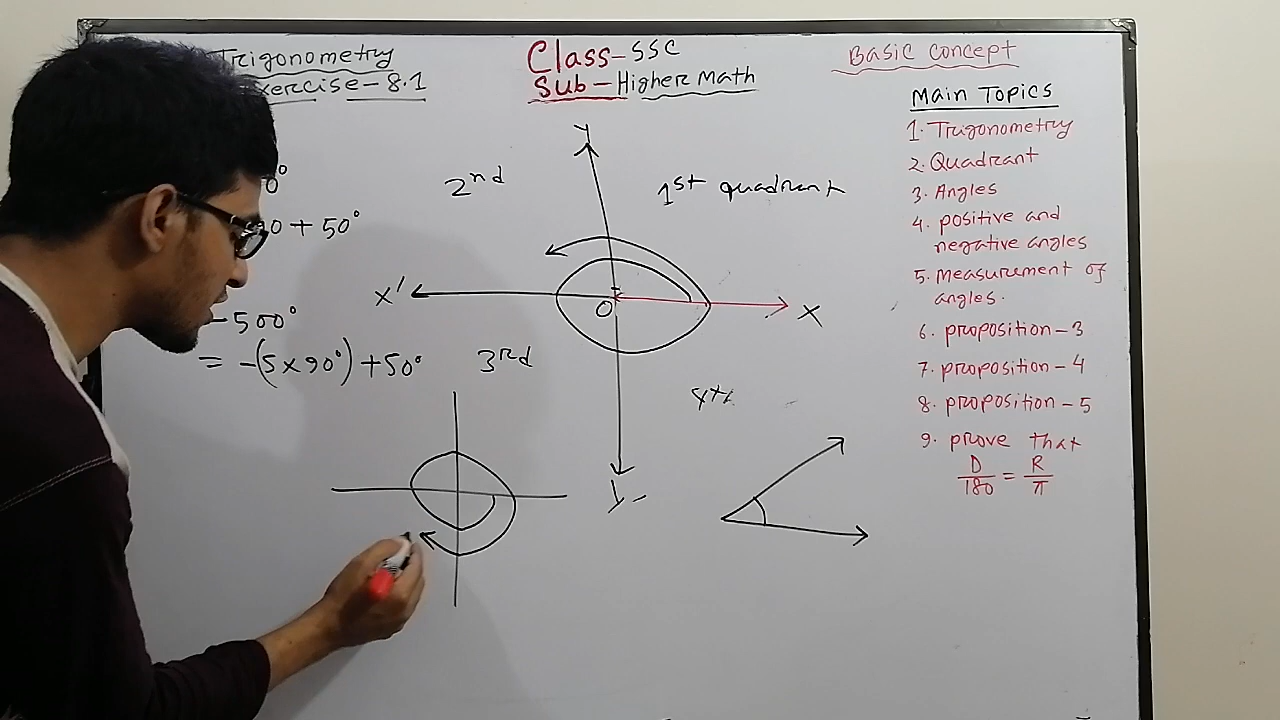 Trigonometry
Exercise-8.1
Class-SSC
Sub-Higher Math
Basic Concept
Main Topics
1. Trigonometry
2. Quadrant
3. Angles
4. positive and
negative angles
5. Measurement of
angles.
6. proposition-3
7. proposition-4
8. proposition-5
9. prove that
D/180 = R/π
0°
90+50°
-500°
= -(5×90°)+50°
Y
2nd
1st quadrant
X'
O
X
3rd
4th